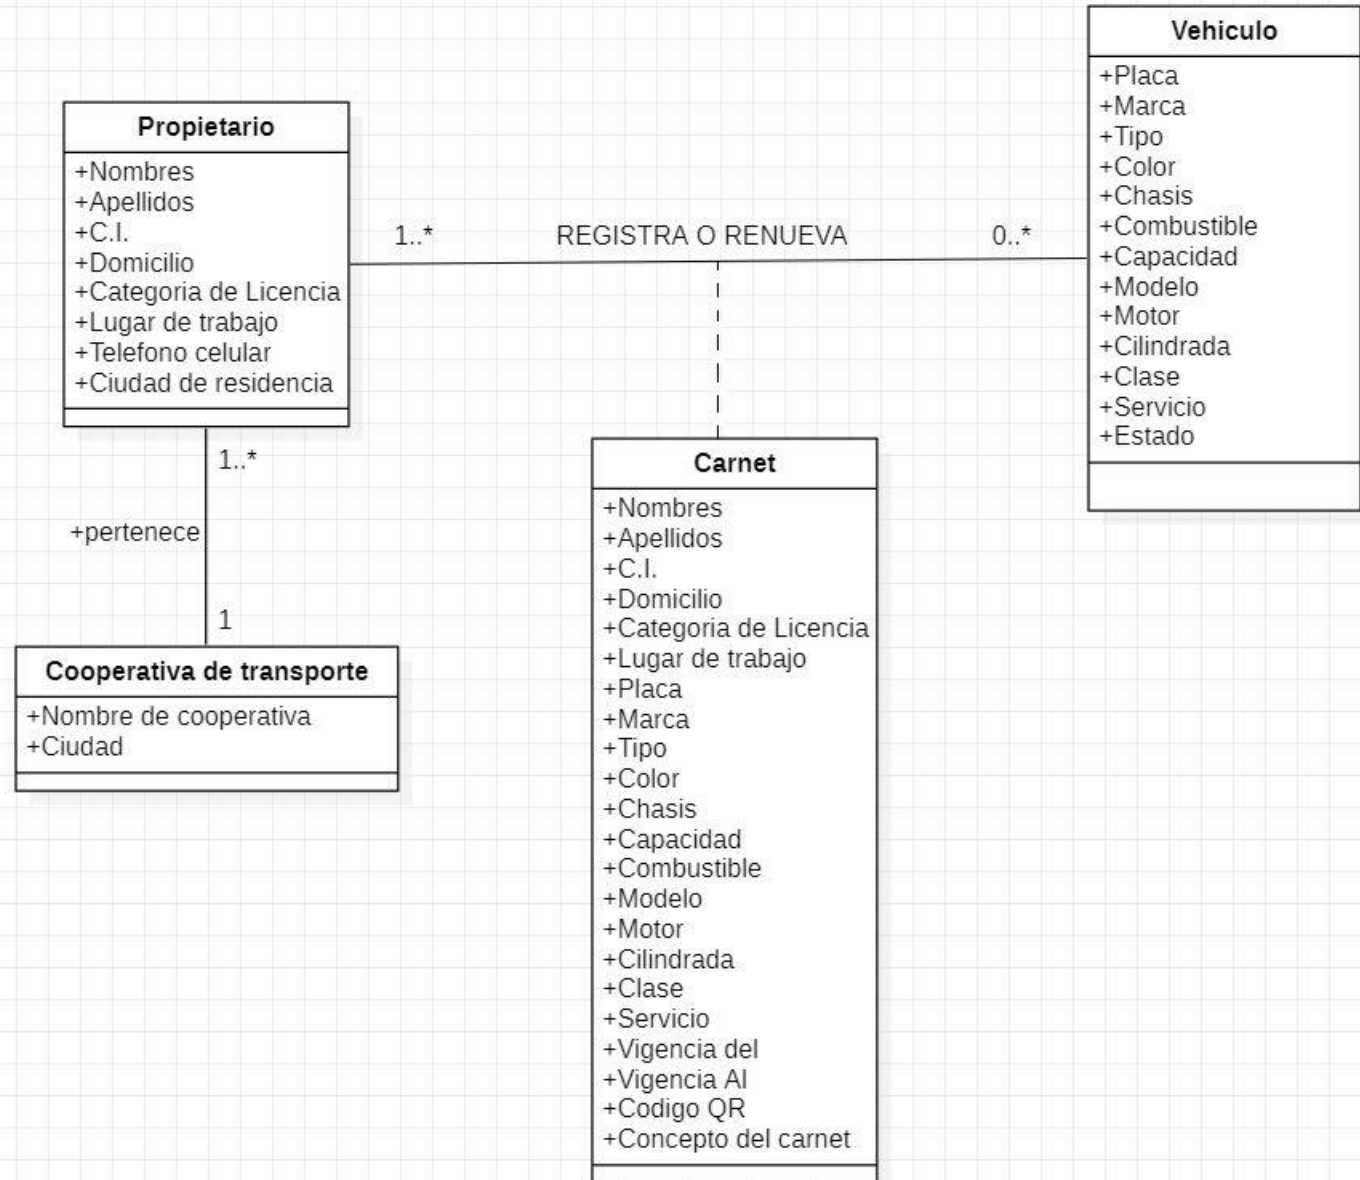 Propietario
+Nombres
+Apellidos
+C.I.
+Domicilio
+Categoria de Licencia
+Lugar de trabajo
+Telefono celular
+Ciudad de residencia
1..*
REGISTRA O RENUEVA
0..*
Vehiculo
+Placa
+Marca
+Tipo
+Color
+Chasis
+Combustible
+Capacidad
+Modelo
+Motor
+Cilindrada
+Clase
+Servicio
+Estado
1..*
+pertenece
1
Cooperativa de transporte
+Nombre de cooperativa
+Ciudad
Carnet
+Nombres
+Apellidos
+C.I.
+Domicilio
+Categoria de Licencia
+Lugar de trabajo
+Placa
+Marca
+Tipo
+Color
+Chasis
+Capacidad
+Combustible
+Modelo
+Motor
+Cilindrada
+Clase
+Servicio
+Vigencia del
+Vigencia Al
+Codigo QR
+Concepto del carnet